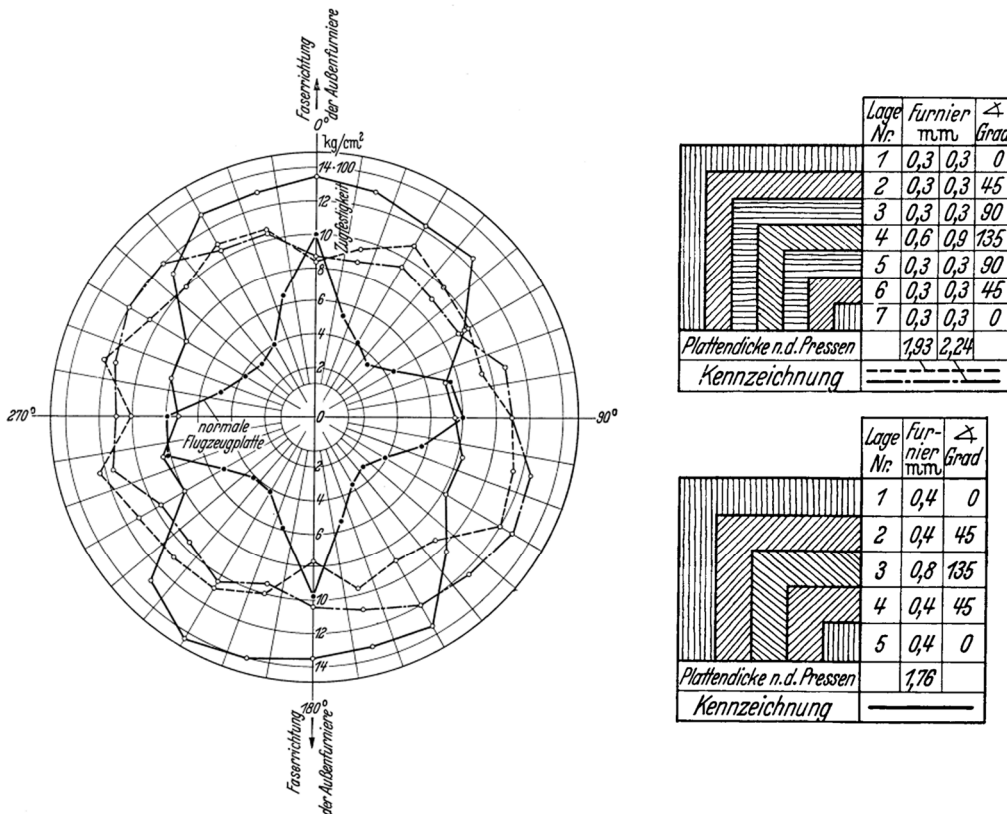 Faserrichtung
der Außenfurniere
0°
kg/cm²
14·100
12
10
8
6
4
2
0
2
4
6
10
12
14
Zugfestigkeit
270°
90°
normale
Flugzeugplatte
180°
Faserrichtung
der Außenfurniere
Lage Nr. Furnier mm ∡ Grad
1 0,3 0,3 0
2 0,3 0,3 45
3 0,3 0,3 90
4 0,6 0,9 135
5 0,3 0,3 90
6 0,3 0,3 45
7 0,3 0,3 0
Plattendicke n.d. Pressen 1,93 2,24
Kennzeichnung
Lage Nr. Fur- nier mm ∡ Grad
1 0,4 0
2 0,4 45
3 0,8 135
4 0,4 45
5 0,4 0
Plattendicke n.d. Pressen 1,76
Kennzeichnung